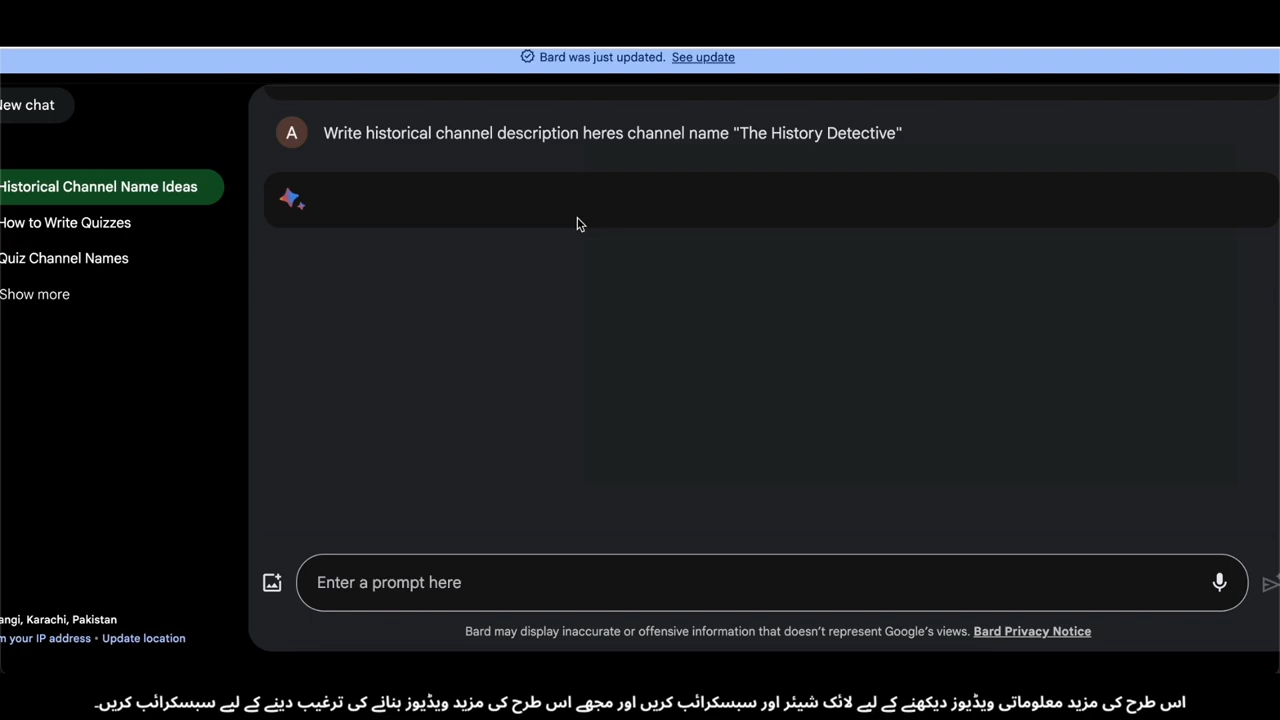 Bard was just updated. See update
New chat
A Write historical channel description heres channel name "The History Detective"
Historical Channel Name Ideas
How to Write Quizzes
Quiz Channel Names
Show more
Enter a prompt here
angi, Karachi, Pakistan
m your IP address • Update location
Bard may display inaccurate or offensive information that doesn't represent Google's views. Bard Privacy Notice
اس طرح کی مزید معلوماتی ویڈیوز دیکھنے کے لیے لائک شیئر اور سبسکرائب کریں اور مجھے اس طرح کی مزید ویڈیوز بنانے کی ترغیب دینے کے لیے سبسکرائب کریں۔